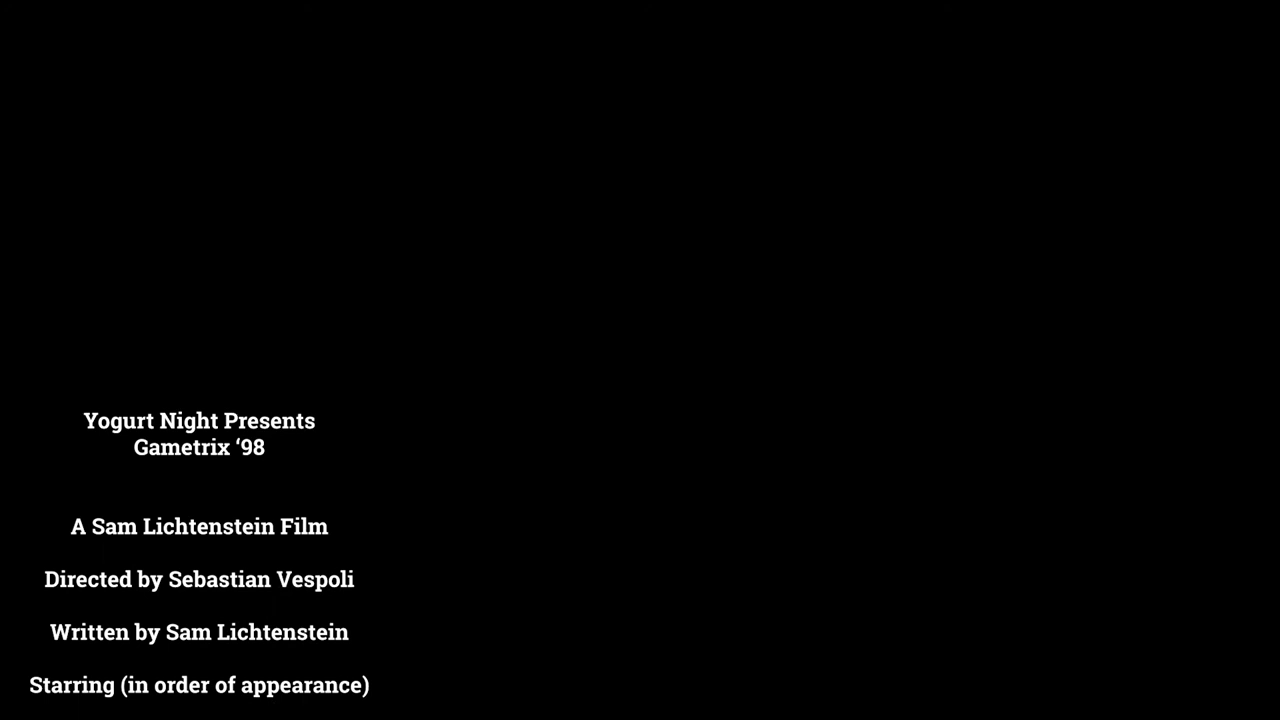 Yogurt Night Presents
Gametrix ‘98
A Sam Lichtenstein Film
Directed by Sebastian Vespoli
Written by Sam Lichtenstein
Starring (in order of appearance)